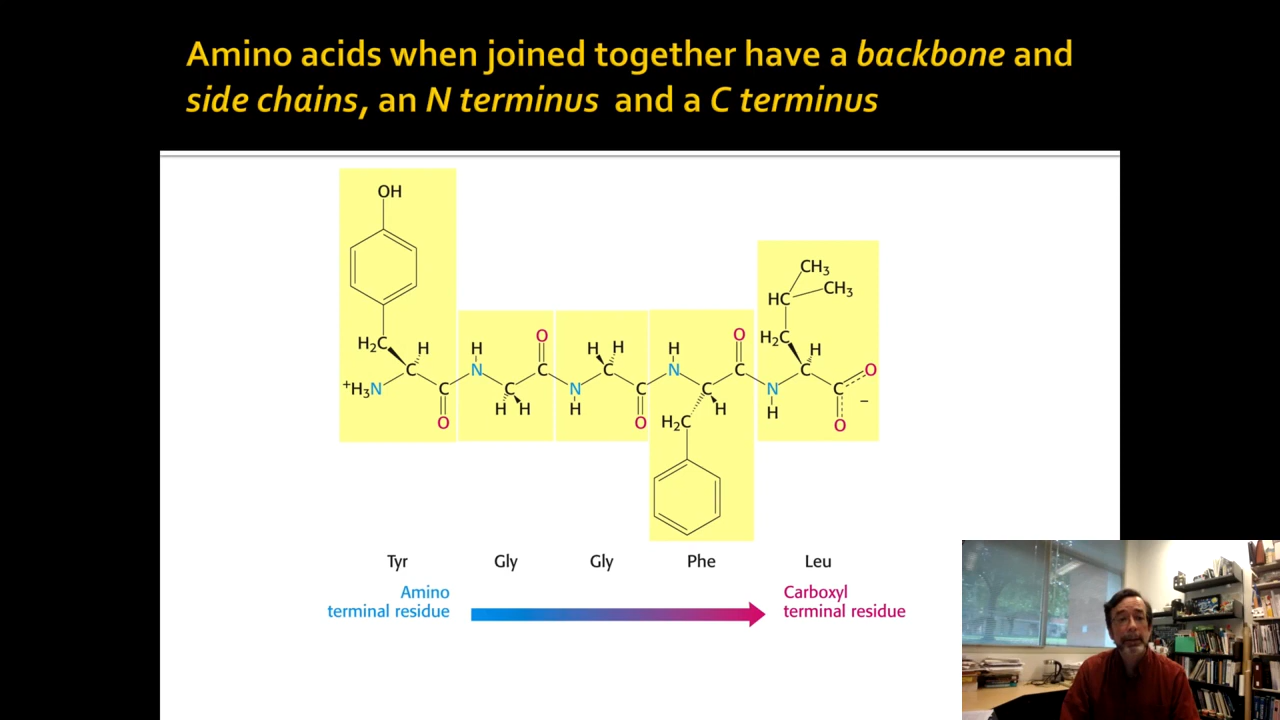 Amino acids when joined together have a backbone and
side chains, an N terminus and a C terminus
OH
CH₃
CH₃
HC
H₂C H H O H H H O H₂C H
⁺H₃N C N C C N C N C C N C O
C C H C C −
O H H H O H₂C H H O
Tyr Gly Gly Phe Leu
Amino Carboxyl
terminal residue terminal residue